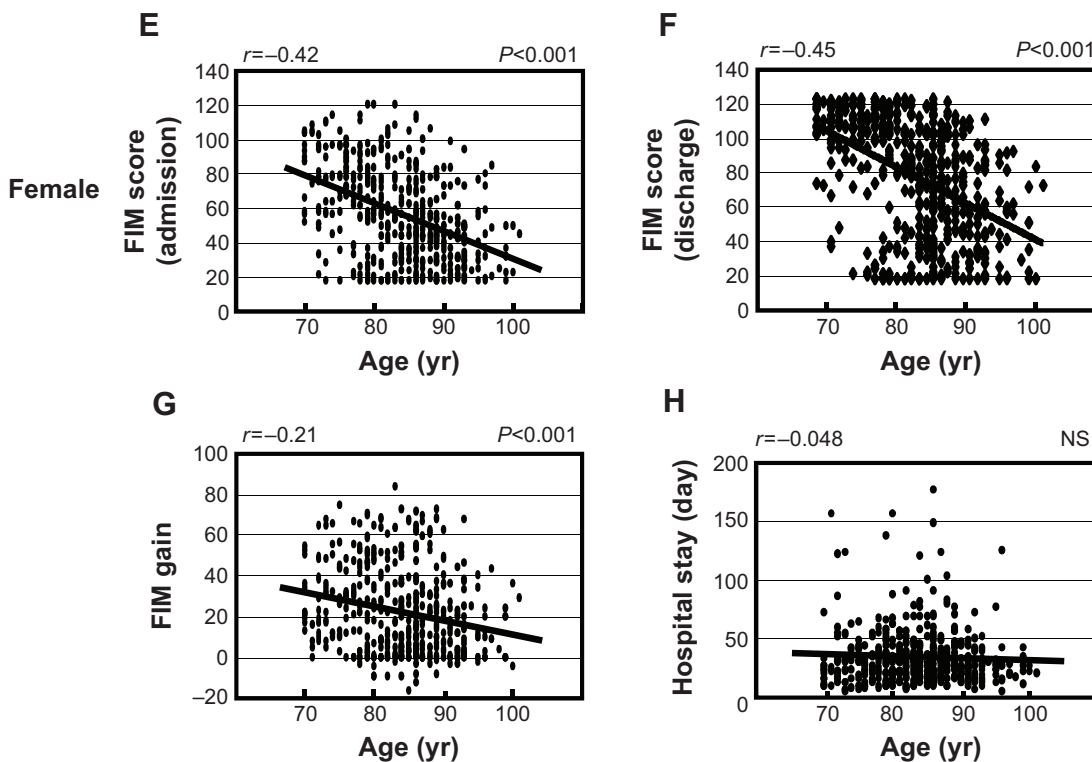 E
r=–0.42 P<0.001
140
120
100
80
60
40
20
0
FIM score
(admission)
70 80 90 100
Age (yr)
Female
F
r=–0.45 P<0.001
140
120
100
80
60
40
20
0
FIM score
(discharge)
70 80 90 100
Age (yr)
G
r=–0.21 P<0.001
100
80
60
40
20
0
–20
FIM gain
70 80 90 100
Age (yr)
H
r=–0.048 NS
200
150
100
50
0
Hospital stay (day)
70 80 90 100
Age (yr)